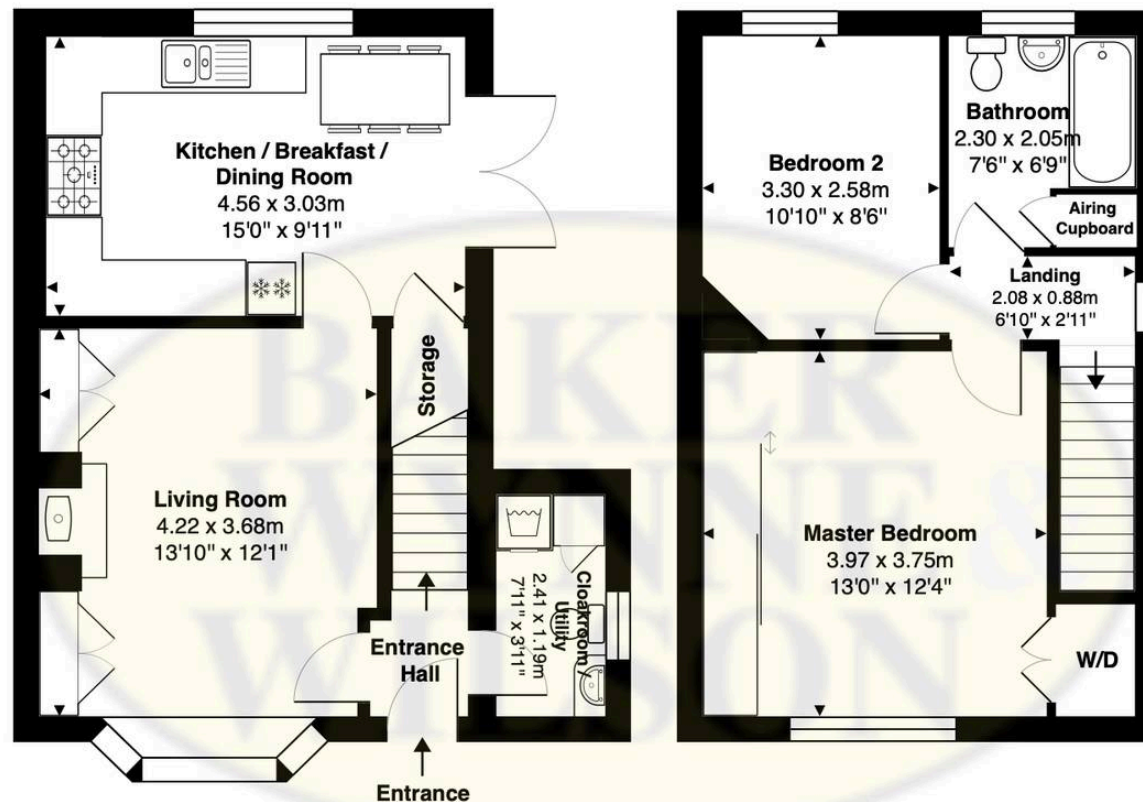 Kitchen / Breakfast /
Dining Room
4.56 x 3.03m
15'0" x 9'11"
Storage
Living Room
4.22 x 3.68m
13'10" x 12'1"
Entrance
Hall
Cloakroom /
Utility
2.41 x 1.19m
7'11" x 3'11"
Entrance
Bedroom 2
3.30 x 2.58m
10'10" x 8'6"
Bathroom
2.30 x 2.05m
7'6" x 6'9"
Airing
Cupboard
Landing
2.08 x 0.88m
6'10" x 2'11"
Master Bedroom
3.97 x 3.75m
13'0" x 12'4"
W/D
BAKER
WYNNE &
WILSON